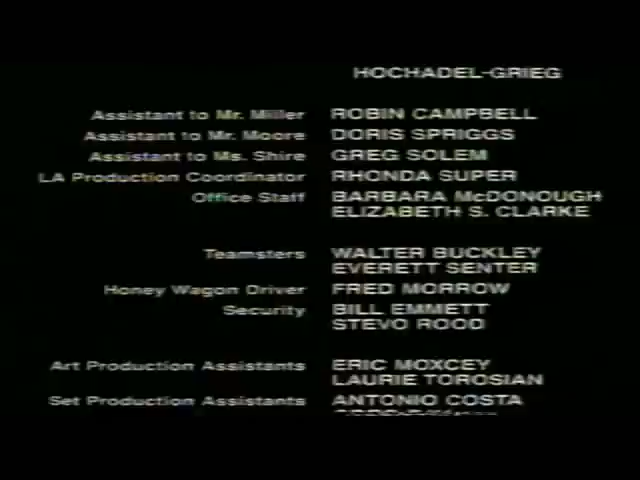 HOCHADEL-GRIEG
Assistant to Mr. Miller ROBIN CAMPBELL
Assistant to Mr. Moore DORIS SPRIGGS
Assistant to Ms. Shire GREG SOLEM
LA Production Coordinator RHONDA SUPER
Office Staff BARBARA McDONOUGH
ELIZABETH S. CLARKE
Teamsters WALTER BUCKLEY
EVERETT SENTER
Honey Wagon Driver FRED MORROW
Security BILL EMMETT
STEVO ROOD
Art Production Assistants ERIC MOXCEY
LAURIE TOROSIAN
Set Production Assistants ANTONIO COSTA